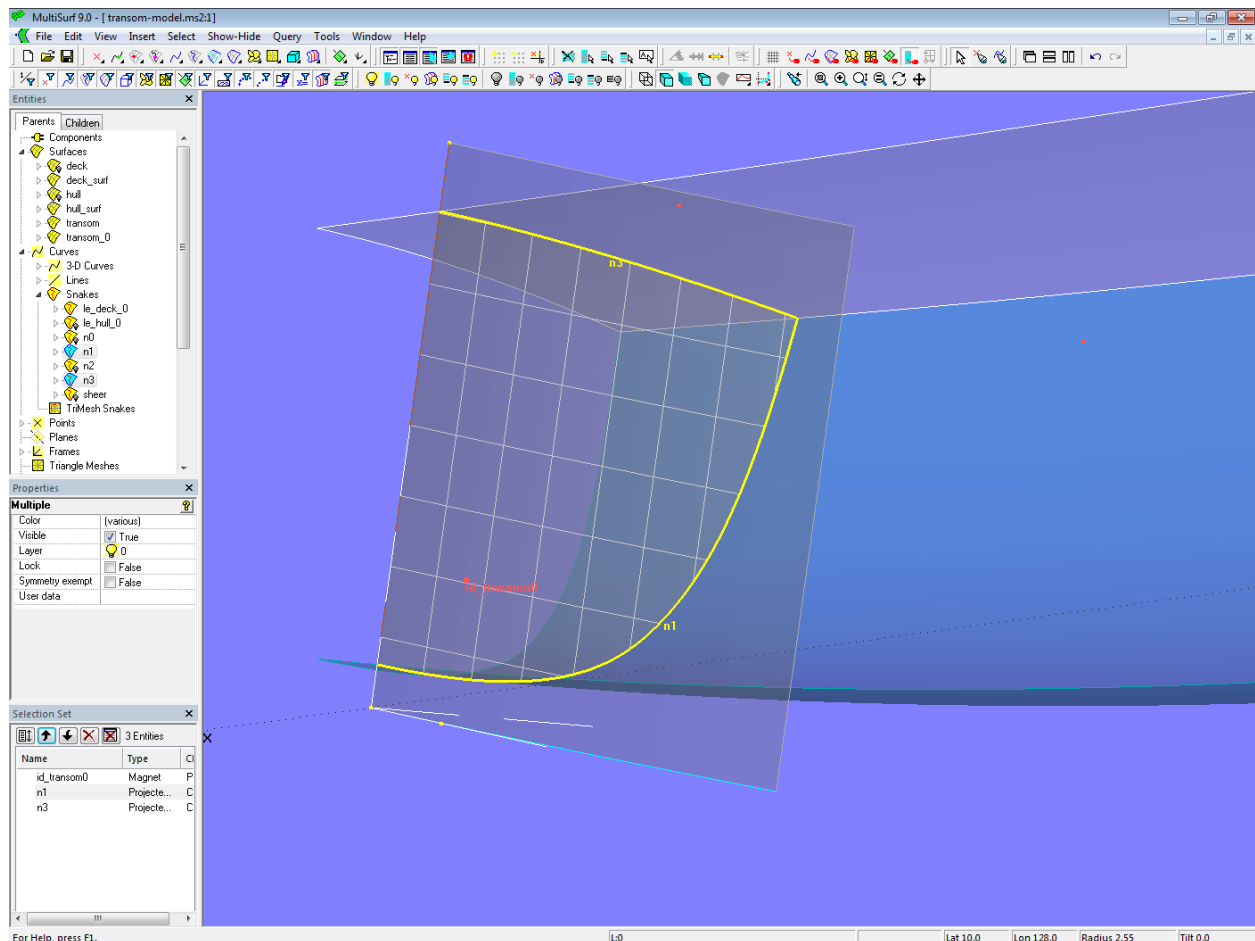 MultiSurf 9.0 - [ transom-model.ms2:1]
File Edit View Insert Select Show-Hide Query Tools Window Help
Entities
Parents Children
Components
Surfaces
deck
deck_surf
hull
hull_surf
transom
transom_0
Curves
3-D Curves
Lines
Snakes
le_deck_0
le_hull_0
n0
n1
n2
n3
sheer
TriMesh Snakes
Points
Planes
Frames
Triangle Meshes
Properties
Multiple
Color (various)
Visible True
Layer 0
Lock False
Symmetry exempt False
User data
Selection Set
3 Entities
Name Type Cl
id_transom0 Magnet P
n1 Projecte... C
n3 Projecte... C
n3
id_transom0
n1
For Help, press F1.
L:0
Lat 10.0 Lon 128.0 Radius 2.55 Tilt 0.0